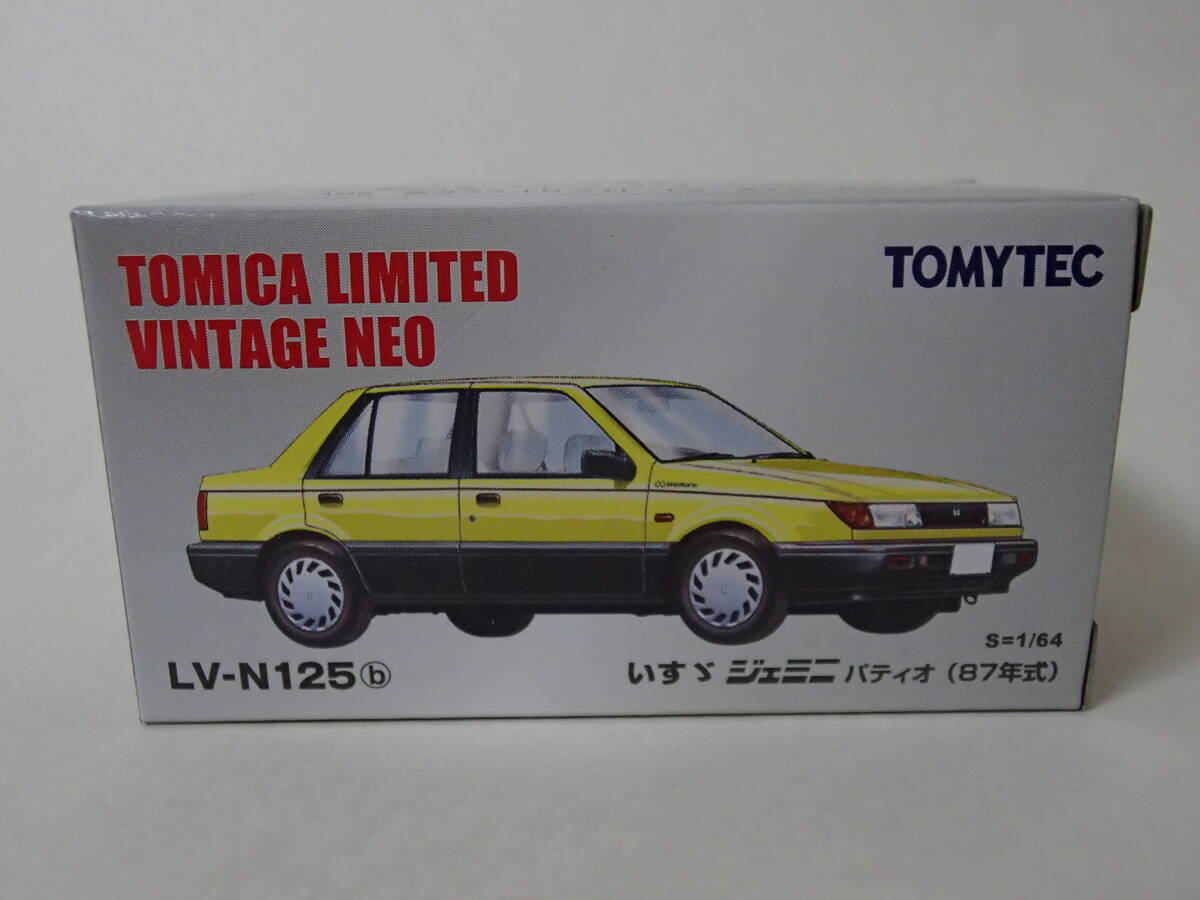 TOMICA LIMITED
VINTAGE NEO
TOMYTEC
S=1/64
LV-N125ⓑ
いすゞ ジェミニ パティオ (87年式)